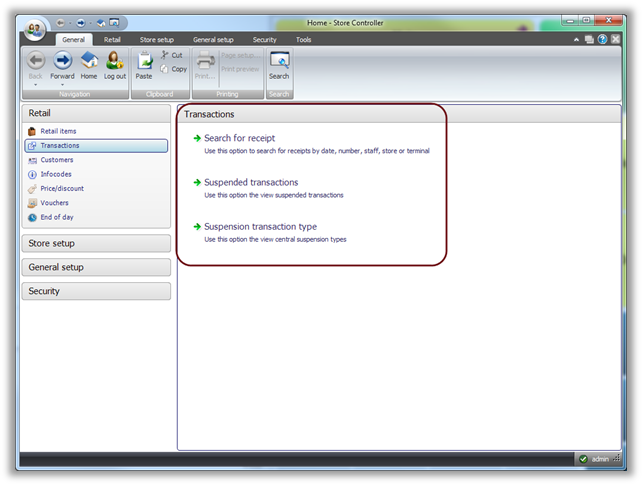 Home - Store Controller
General Retail Store setup General setup Security Tools
Back Forward Home Log out Paste Cut Copy Print... Page setup... Print preview Search
Navigation Clipboard Printing Search
Retail
Retail items
Transactions
Customers
Infocodes
Price/discount
Vouchers
End of day
Store setup
General setup
Security
Transactions
Search for receipt
Use this option to search for receipts by date, number, staff, store or terminal
Suspended transactions
Use this option the view suspended transactions
Suspension transaction type
Use this option the view central suspension types
admin